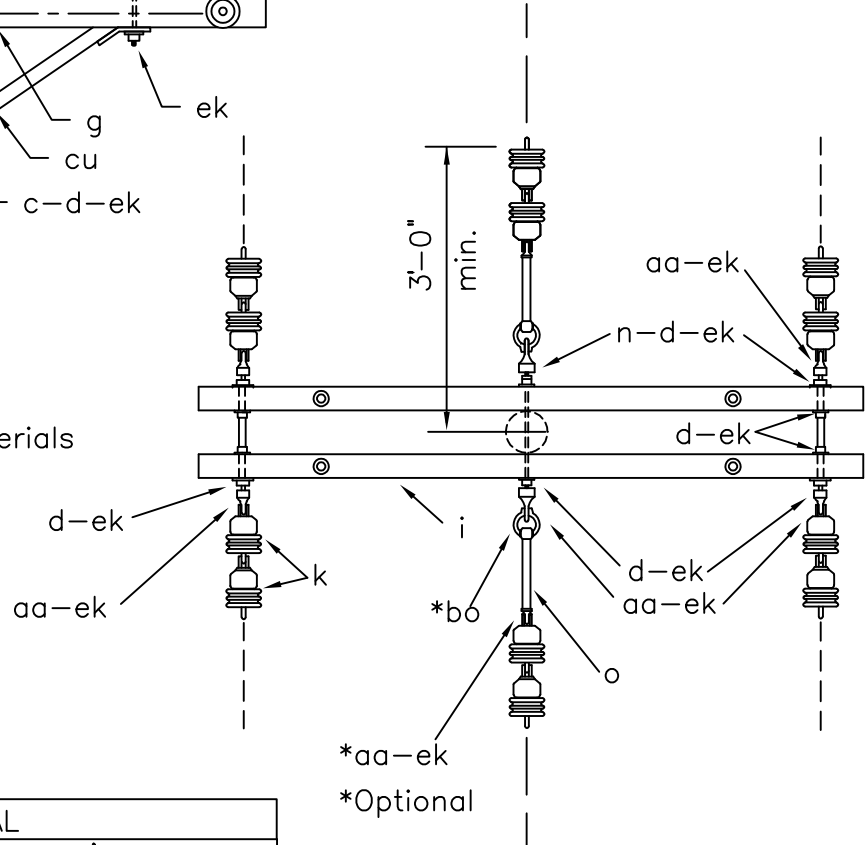 ek
g
cu
c-d-ek
3'-0"
min.
aa-ek
n-d-ek
erials
d-ek
d-ek
i
k
d-ek
aa-ek
*bo
aa-ek
o
*aa-ek
*Optional
AL